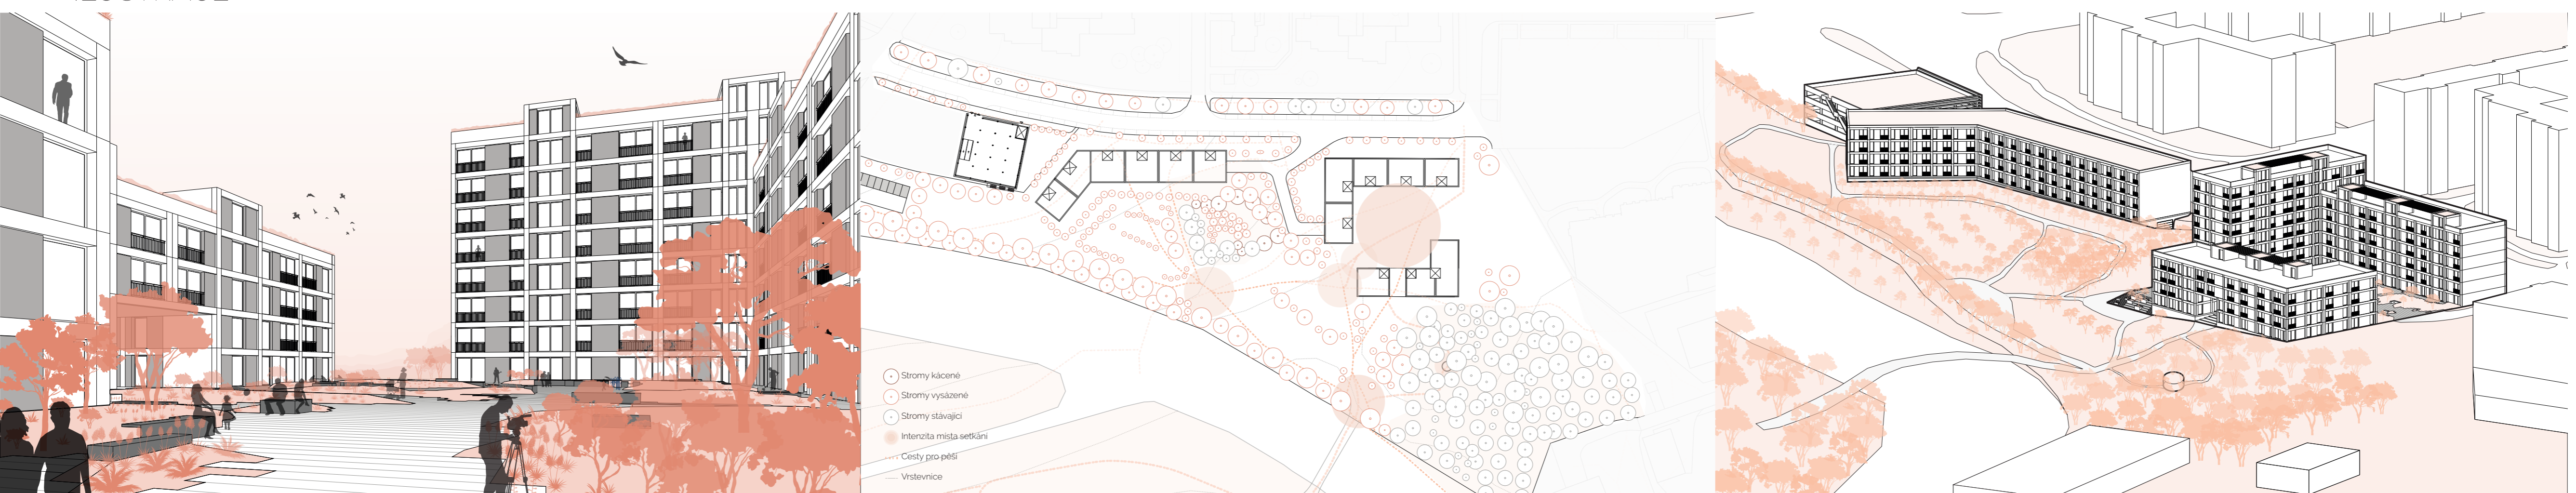 Stromy kácené
Stromy vysázené
Stromy stávající
Intenzita místa setkání
Cesty pro pěší
Vrstevnice